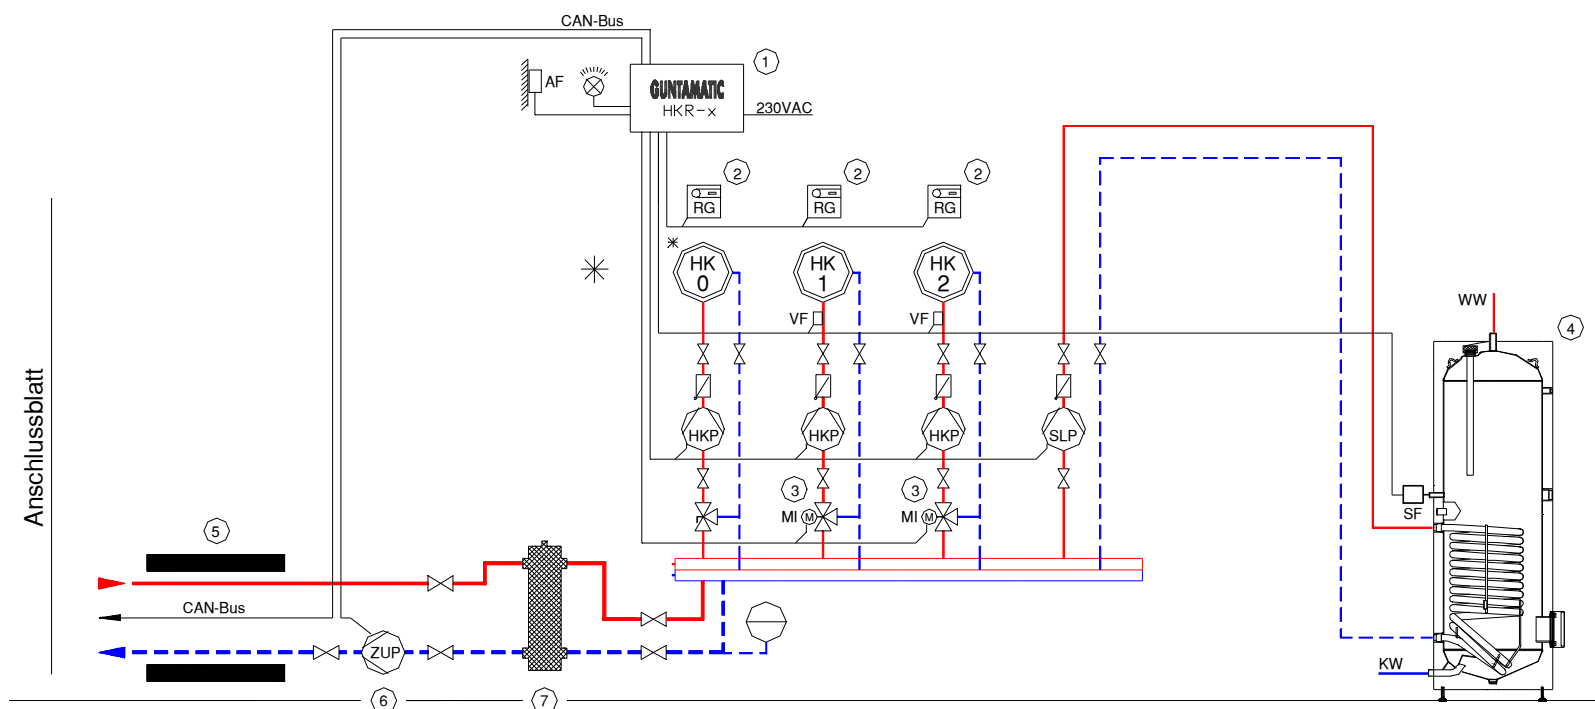 CAN-Bus
1
AF
GUNTAMATIC
HKR-x
230VAC
2
2
2
RG
RG
RG
*
*
HK
0
HK
1
HK
2
VF
VF
WW
4
HKP
HKP
HKP
SLP
3
3
MI
M
MI
M
SF
Anschlussblatt
5
CAN-Bus
ZUP
KW
6
7